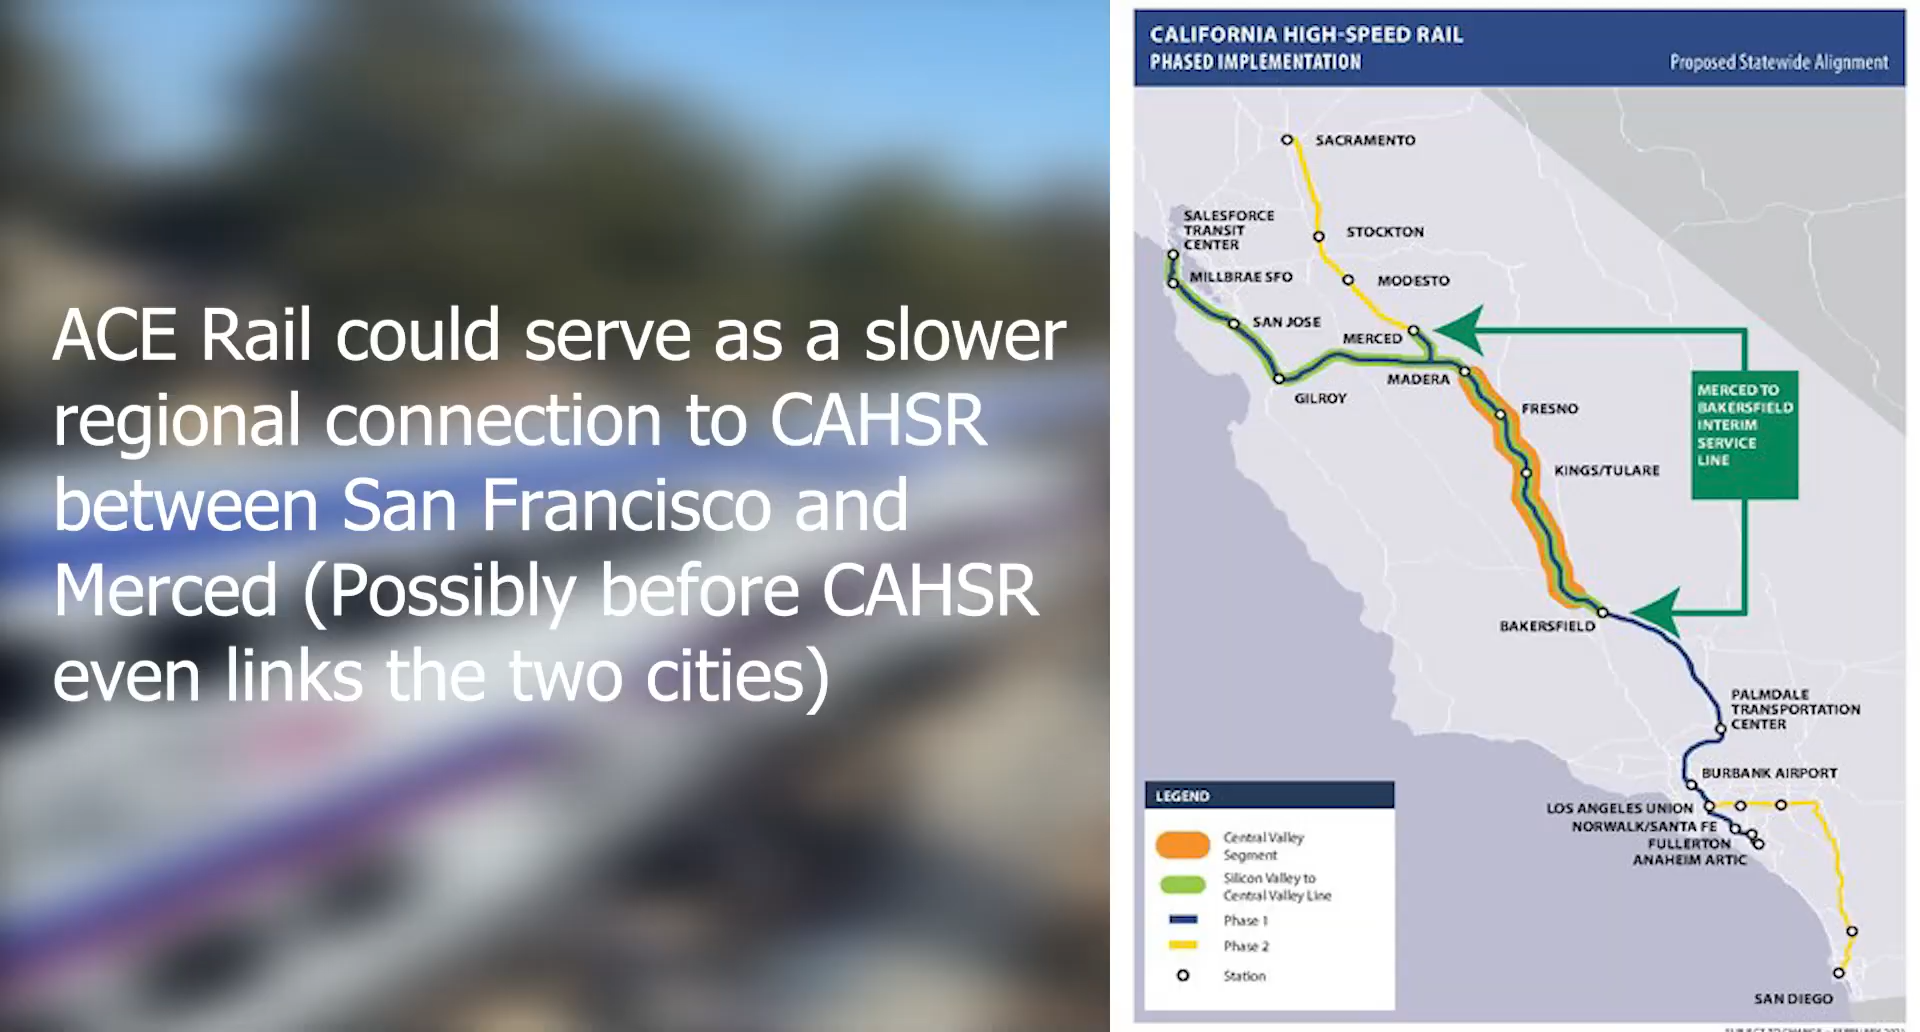 ACE Rail could serve as a slower
regional connection to CAHSR
between San Francisco and
Merced (Possibly before CAHSR
even links the two cities)
CALIFORNIA HIGH-SPEED RAIL
PHASED IMPLEMENTATION
Proposed Statewide Alignment
SACRAMENTO
SALESFORCE
TRANSIT
CENTER
STOCKTON
MILLBRAE SFO
MODESTO
SAN JOSE
MERCED
MADERA
GILROY
FRESNO
MERCED TO
BAKERSFIELD
INTERIM
SERVICE
LINE
KINGS/TULARE
BAKERSFIELD
PALMDALE
TRANSPORTATION
CENTER
BURBANK AIRPORT
LOS ANGELES UNION
NORWALK/SANTA FE
FULLERTON
ANAHEIM ARTIC
SAN DIEGO
LEGEND
Central Valley
Segment
Silicon Valley to
Central Valley Line
Phase 1
Phase 2
Station